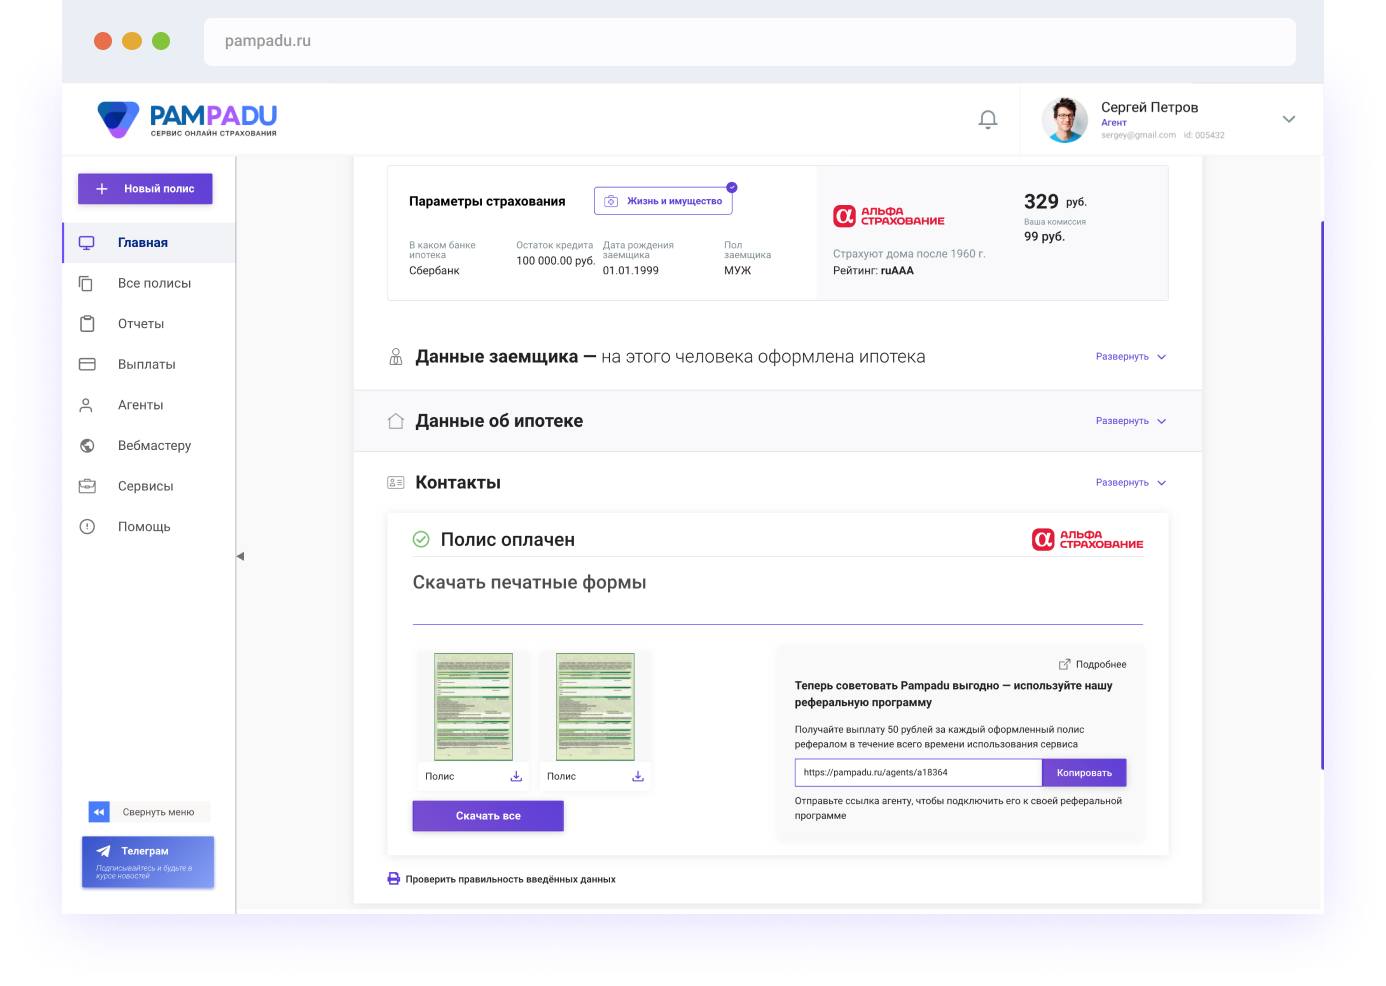 pampadu.ru
PAMPADU
СЕРВИС ОНЛАЙН СТРАХОВАНИЯ
Сергей Петров
Агент
sergey@gmail.com id: 005432
Новый полис
Главная
Все полисы
Отчеты
Выплаты
Агенты
Вебмастеру
Сервисы
Помощь
Свернуть меню
Телеграм
Подписывайтесь и будьте в
курсе новостей
Параметры страхования
Жизнь и имущество
В каком банке
ипотека
Сбербанк
Остаток кредита
100 000.00 руб.
Дата рождения
заемщика
01.01.1999
Пол
заемщика
МУЖ
АЛЬФА
СТРАХОВАНИЕ
Страхуют дома после 1960 г.
Рейтинг: ruAAA
329 руб.
Ваша комиссия
99 руб.
Данные заемщика — на этого человека оформлена ипотека
Развернуть
Данные об ипотеке
Развернуть
Контакты
Развернуть
Полис оплачен
АЛЬФА
СТРАХОВАНИЕ
Скачать печатные формы
Полис
Полис
Скачать все
Подробнее
Теперь советовать Pampadu выгодно — используйте нашу
реферальную программу
Получайте выплату 50 рублей за каждый оформленный полис
рефералом в течение всего времени использования сервиса
https://pampadu.ru/agents/a18364
Копировать
Отправьте ссылка агенту, чтобы подключить его к своей реферальной
программе
Проверить правильность введённых данных